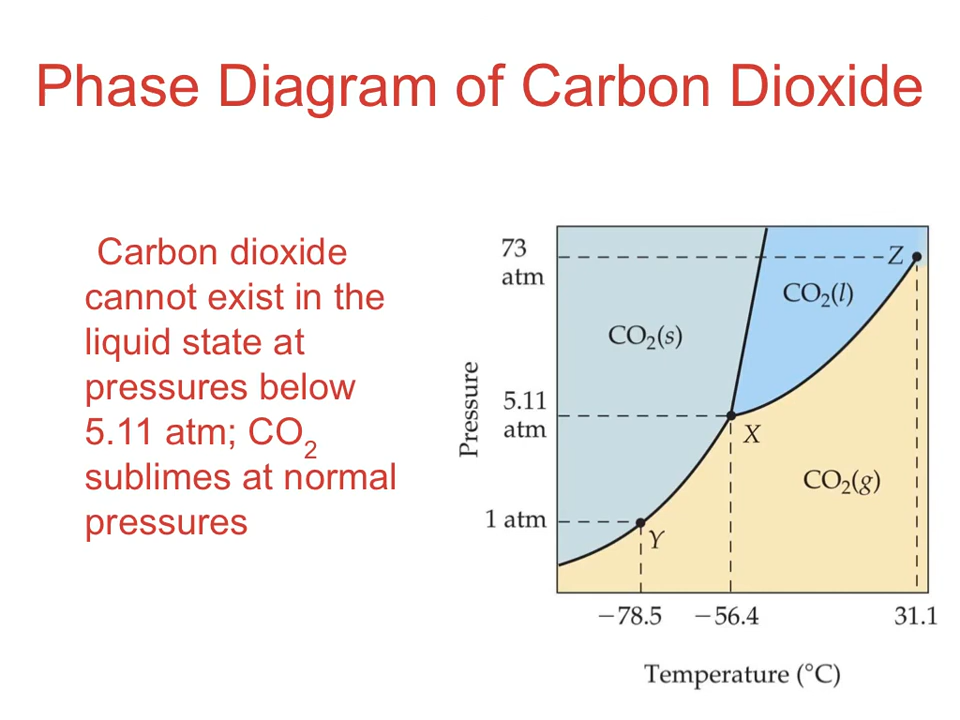 Phase Diagram of Carbon Dioxide
Carbon dioxide
cannot exist in the
liquid state at
pressures below
5.11 atm; CO₂
sublimes at normal
pressures
Pressure
73
atm
5.11
atm
1 atm
Z
CO₂(l)
CO₂(s)
X
CO₂(g)
Y
−78.5
−56.4
31.1
Temperature (°C)